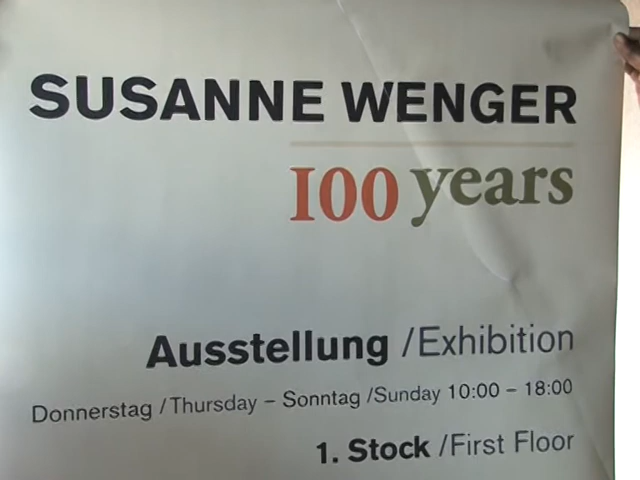 SUSANNE WENGER
100 years
Ausstellung /Exhibition
Donnerstag /Thursday – Sonntag /Sunday 10:00 – 18:00
1. Stock /First Floor